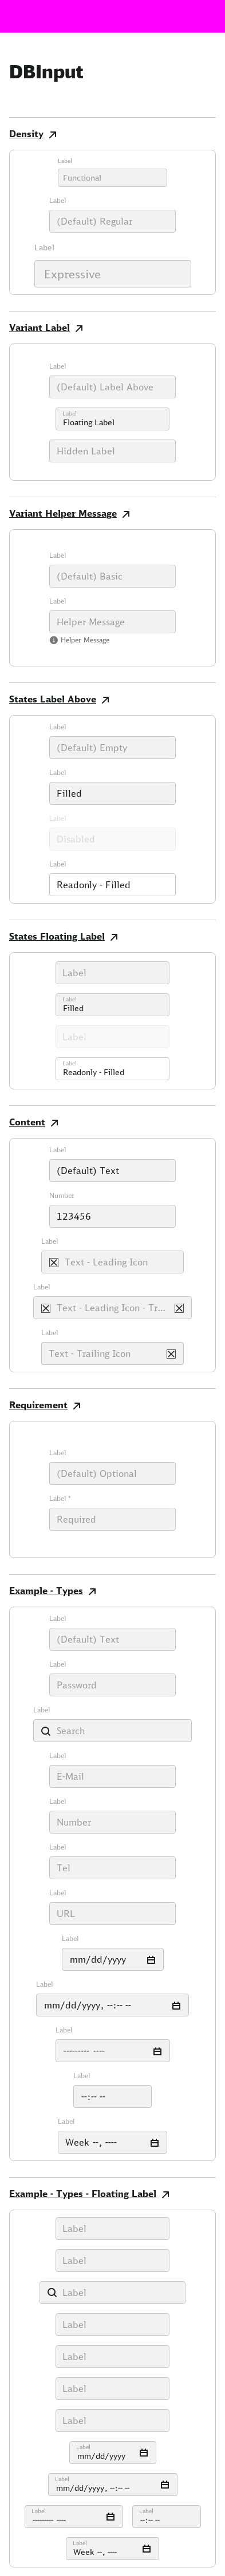 DBInput
Density
Label
Functional
Label
(Default) Regular
Label
Expressive
Variant Label
Label
(Default) Label Above
Label
Floating Label
Hidden Label
Variant Helper Message
Label
(Default) Basic
Label
Helper Message
Helper Message
States Label Above
Label
(Default) Empty
Label
Filled
Label
Disabled
Label
Readonly - Filled
States Floating Label
Label
Label
Filled
Label
Label
Readonly - Filled
Content
Label
(Default) Text
Number
123456
Label
Text - Leading Icon
Label
Text - Leading Icon - Tr...
Label
Text - Trailing Icon
Requirement
Label
(Default) Optional
Label *
Required
Example - Types
Label
(Default) Text
Label
Password
Label
Search
Label
E-Mail
Label
Number
Label
Tel
Label
URL
Label
mm/dd/yyyy
Label
mm/dd/yyyy, --:-- --
Label
--------- ----
Label
--:-- --
Label
Week --, ----
Example - Types - Floating Label
Label
Label
Label
Label
Label
Label
Label
Label
mm/dd/yyyy
Label
mm/dd/yyyy, --:-- --
Label
--------- ----
Label
--:-- --
Label
Week --, ----